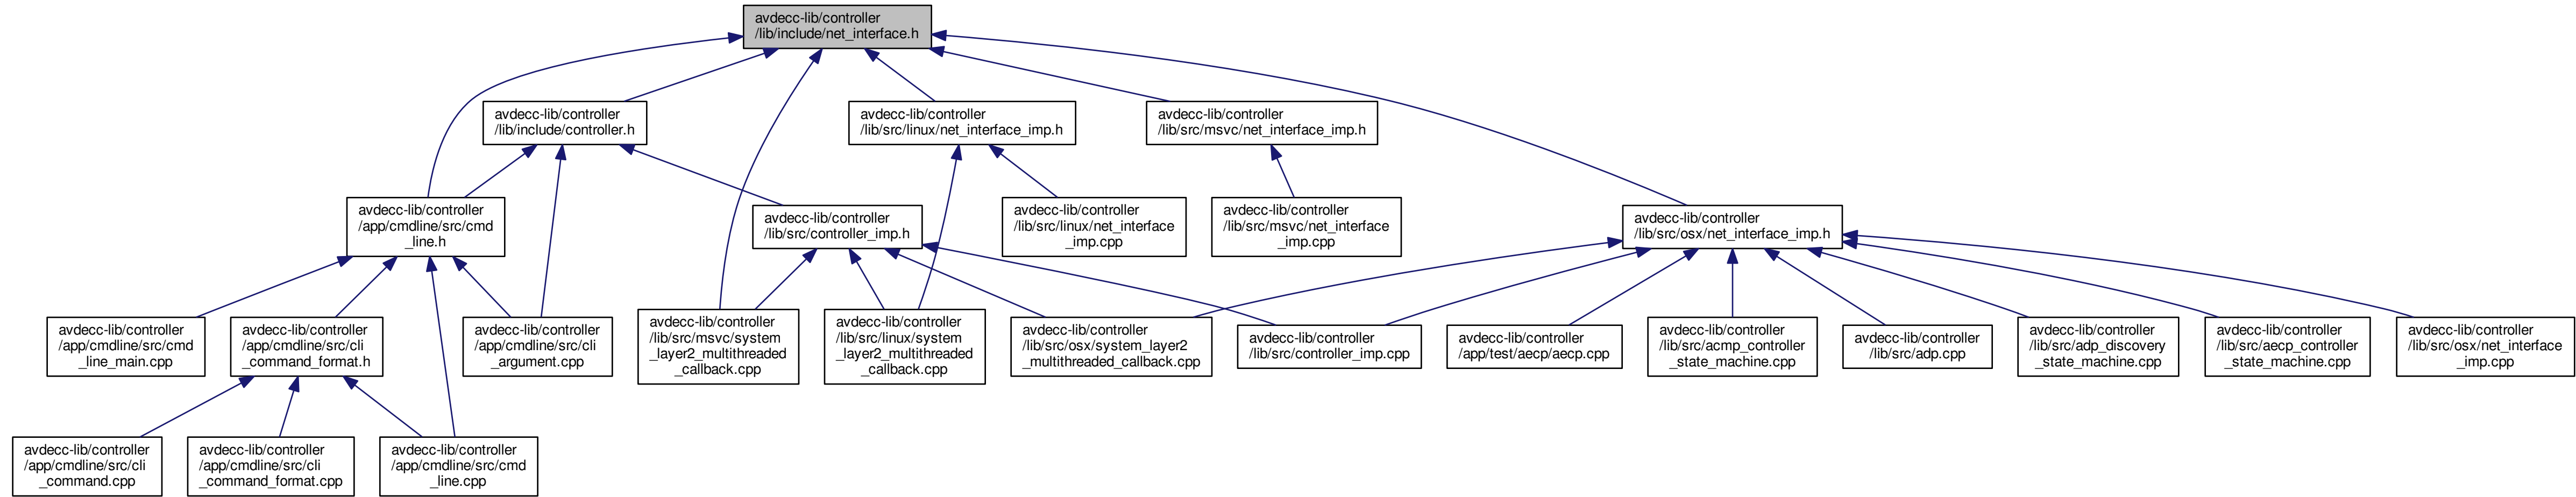 avdecc-lib/controller
/lib/include/net_interface.h
avdecc-lib/controller
/lib/include/controller.h
avdecc-lib/controller
/lib/src/linux/net_interface_imp.h
avdecc-lib/controller
/lib/src/msvc/net_interface_imp.h
avdecc-lib/controller
/app/cmdline/src/cmd
_line.h
avdecc-lib/controller
/lib/src/controller_imp.h
avdecc-lib/controller
/lib/src/linux/net_interface
_imp.cpp
avdecc-lib/controller
/lib/src/msvc/net_interface
_imp.cpp
avdecc-lib/controller
/lib/src/osx/net_interface_imp.h
avdecc-lib/controller
/app/cmdline/src/cmd
_line_main.cpp
avdecc-lib/controller
/app/cmdline/src/cli
_command_format.h
avdecc-lib/controller
/app/cmdline/src/cli
_argument.cpp
avdecc-lib/controller
/lib/src/msvc/system
_layer2_multithreaded
_callback.cpp
avdecc-lib/controller
/lib/src/linux/system
_layer2_multithreaded
_callback.cpp
avdecc-lib/controller
/lib/src/osx/system_layer2
_multithreaded_callback.cpp
avdecc-lib/controller
/lib/src/controller_imp.cpp
avdecc-lib/controller
/app/test/aecp/aecp.cpp
avdecc-lib/controller
/lib/src/acmp_controller
_state_machine.cpp
avdecc-lib/controller
/lib/src/adp.cpp
avdecc-lib/controller
/lib/src/adp_discovery
_state_machine.cpp
avdecc-lib/controller
/lib/src/aecp_controller
_state_machine.cpp
avdecc-lib/controller
/lib/src/osx/net_interface
_imp.cpp
avdecc-lib/controller
/app/cmdline/src/cli
_command.cpp
avdecc-lib/controller
/app/cmdline/src/cli
_command_format.cpp
avdecc-lib/controller
/app/cmdline/src/cmd
_line.cpp